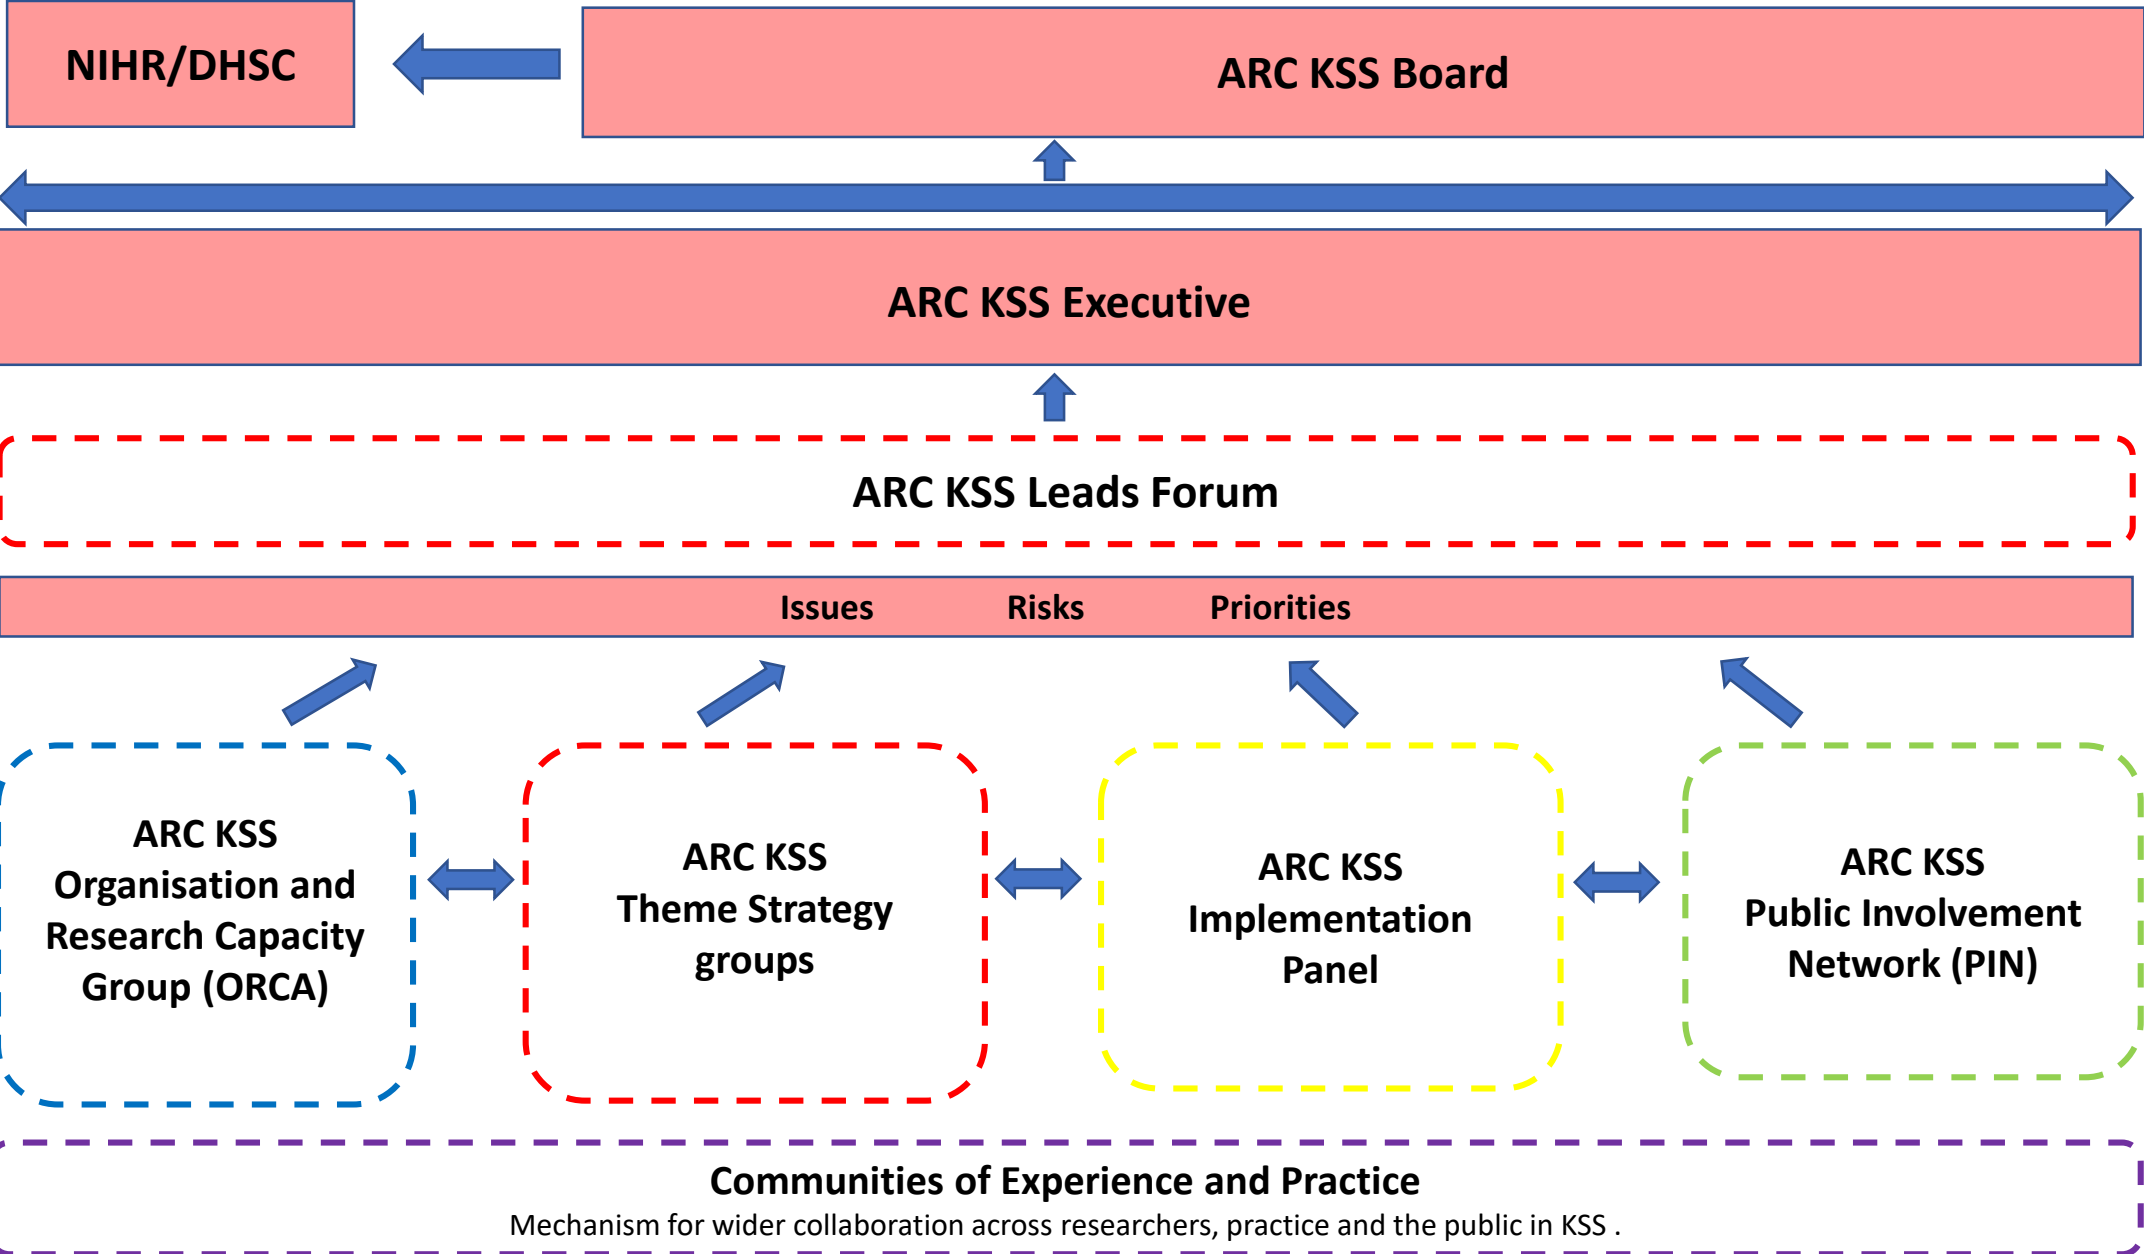 NIHR/DHSC
ARC KSS Board
ARC KSS Executive
ARC KSS Leads Forum
Issues Risks Priorities
ARC KSS
Organisation and
Research Capacity
Group (ORCA)
ARC KSS
Theme Strategy
groups
ARC KSS
Implementation
Panel
ARC KSS
Public Involvement
Network (PIN)
Communities of Experience and Practice
Mechanism for wider collaboration across researchers, practice and the public in KSS .